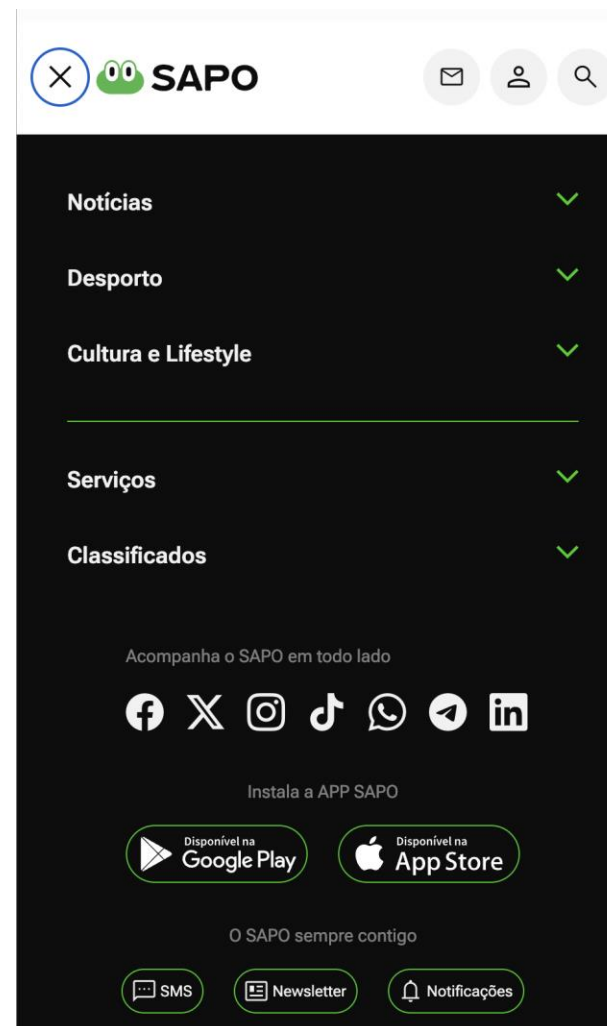 SAPO
Notícias
Desporto
Cultura e Lifestyle
Serviços
Classificados
Acompanha o SAPO em todo lado
Instala a APP SAPO
Disponível na
Google Play
Disponível na
App Store
O SAPO sempre contigo
SMS
Newsletter
Notificações